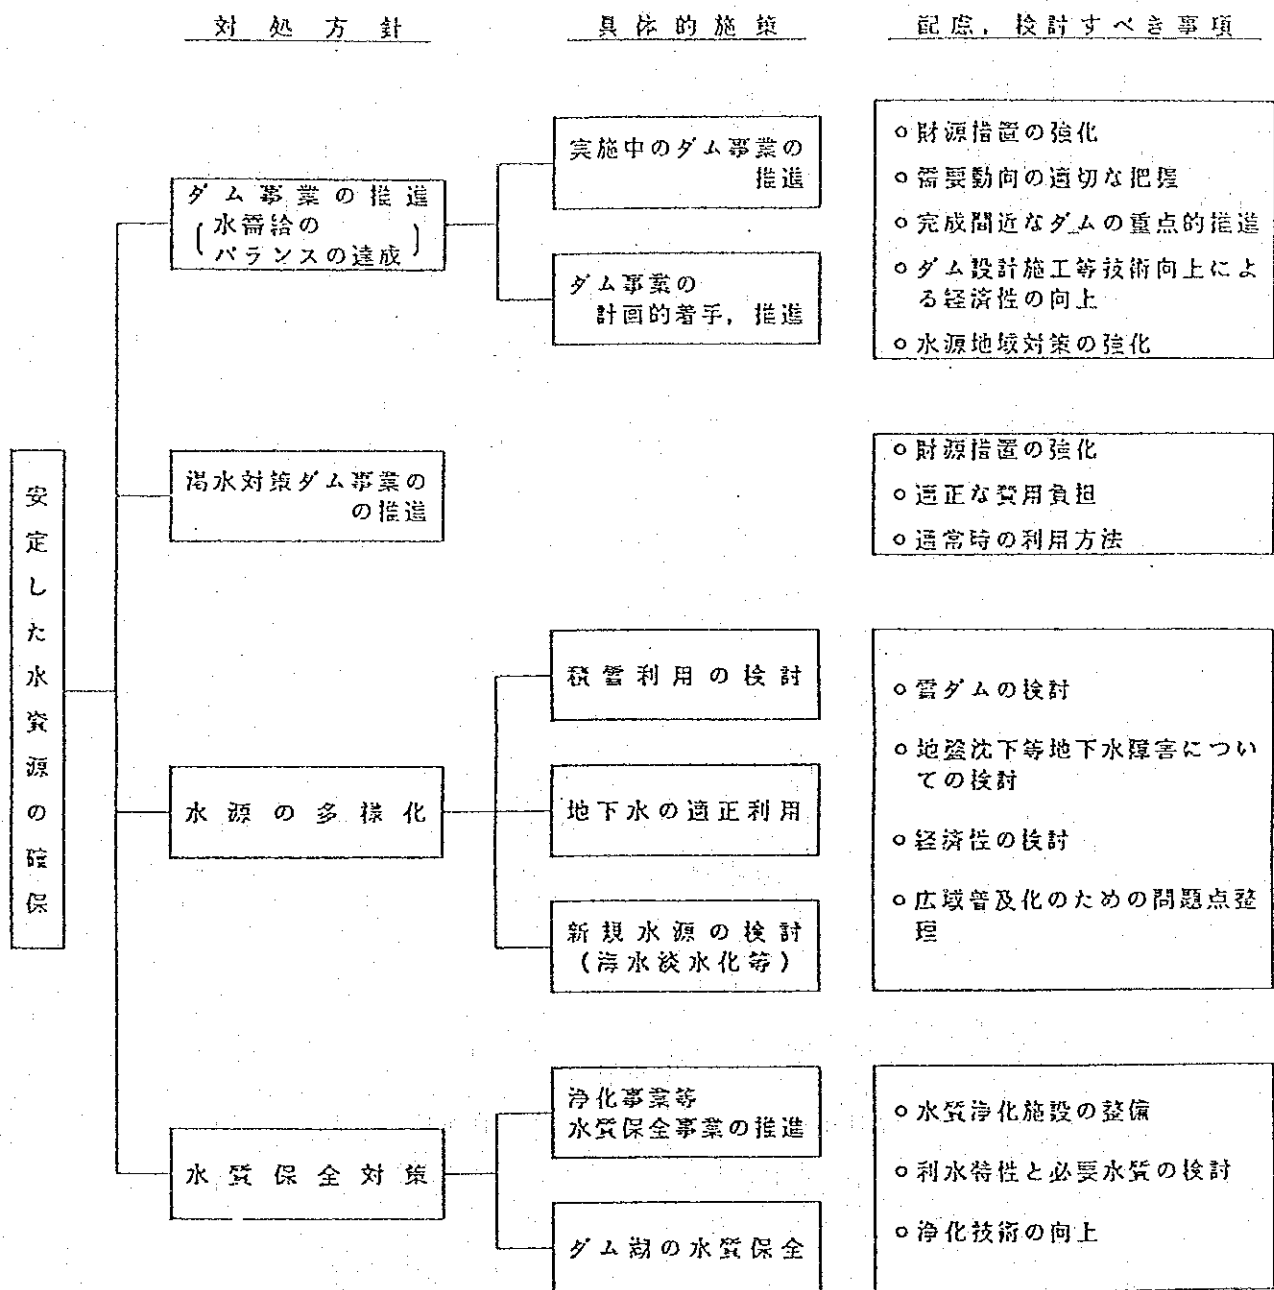 対処方針
具体的施策
配慮，検討すべき事項
安定した水資源の確保
ダム事業の推進
(水需給の
バランスの達成)
実施中のダム事業の
推進
ダム事業の
計画的着手，推進
○財源措置の強化
○需要動向の適切な把握
○完成間近なダムの重点的推進
○ダム設計施工等技術向上によ
る経済性の向上
○水源地域対策の強化
渇水対策ダム事業の
の推進
○財源措置の強化
○適正な費用負担
○通常時の利用方法
水源の多様化
積雪利用の検討
地下水の適正利用
新規水源の検討
(海水淡水化等)
○雪ダムの検討
○地盤沈下等地下水障害につい
ての検討
○経済性の検討
○広域普及化のための問題点整
理
水質保全対策
浄化事業等
水質保全事業の推進
ダム湖の水質保全
○水質浄化施設の整備
○利水特性と必要水質の検討
○浄化技術の向上